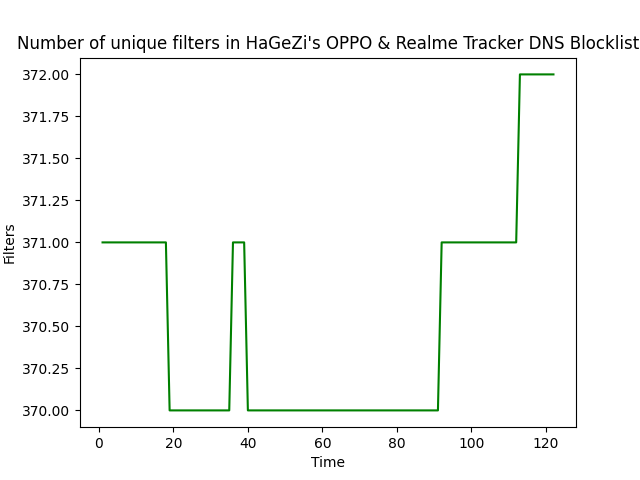 Number of unique filters in HaGeZi's OPPO & Realme Tracker DNS Blocklist
372.00
371.75
371.50
371.25
371.00
370.75
370.50
370.25
370.00
Filters
0 20 40 60 80 100 120
Time